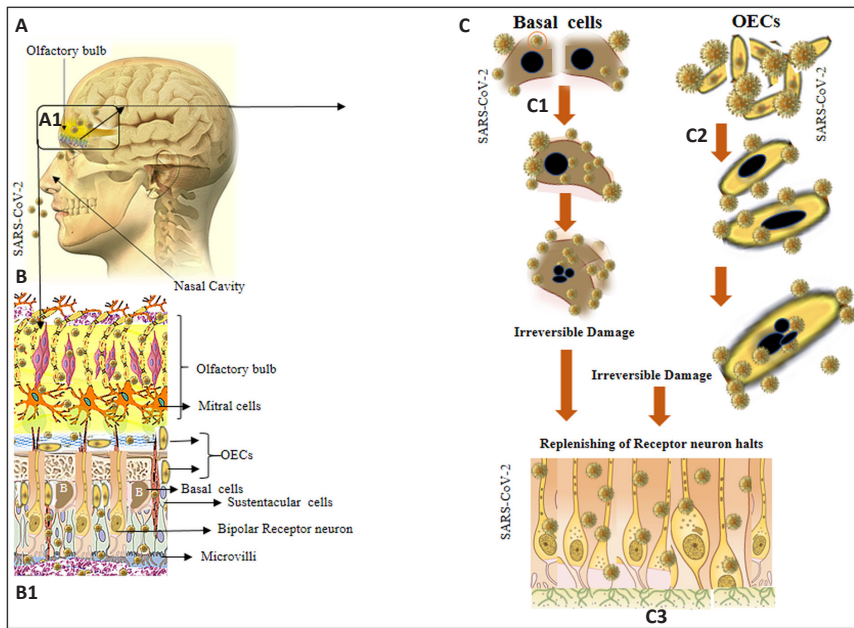 A
Olfactory bulb
A1
SARS-CoV-2
Nasal Cavity
B
Olfactory bulb
Mitral cells
OECs
B
B
Basal cells
Sustentacular cells
Bipolar Receptor neuron
Microvilli
B1
C
Basal cells
OECs
SARS-CoV-2
SARS-CoV-2
C1
C2
Irreversible Damage
Irreversible Damage
Replenishing of Receptor neuron halts
SARS-CoV-2
C3